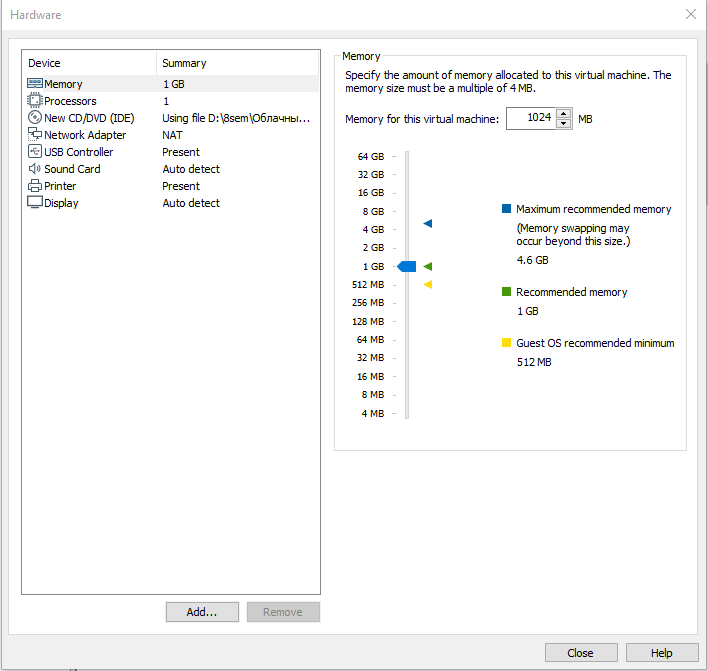 Hardware
Device Summary
Memory 1 GB
Processors 1
New CD/DVD (IDE) Using file D:\8sem\Облачны...
Network Adapter NAT
USB Controller Present
Sound Card Auto detect
Printer Present
Display Auto detect
Add... Remove
Memory
Specify the amount of memory allocated to this virtual machine. The
memory size must be a multiple of 4 MB.
Memory for this virtual machine: 1024 MB
64 GB
32 GB
16 GB
8 GB
4 GB
2 GB
1 GB
512 MB
256 MB
128 MB
64 MB
32 MB
16 MB
8 MB
4 MB
Maximum recommended memory
(Memory swapping may
occur beyond this size.)
4.6 GB
Recommended memory
1 GB
Guest OS recommended minimum
512 MB
Close Help